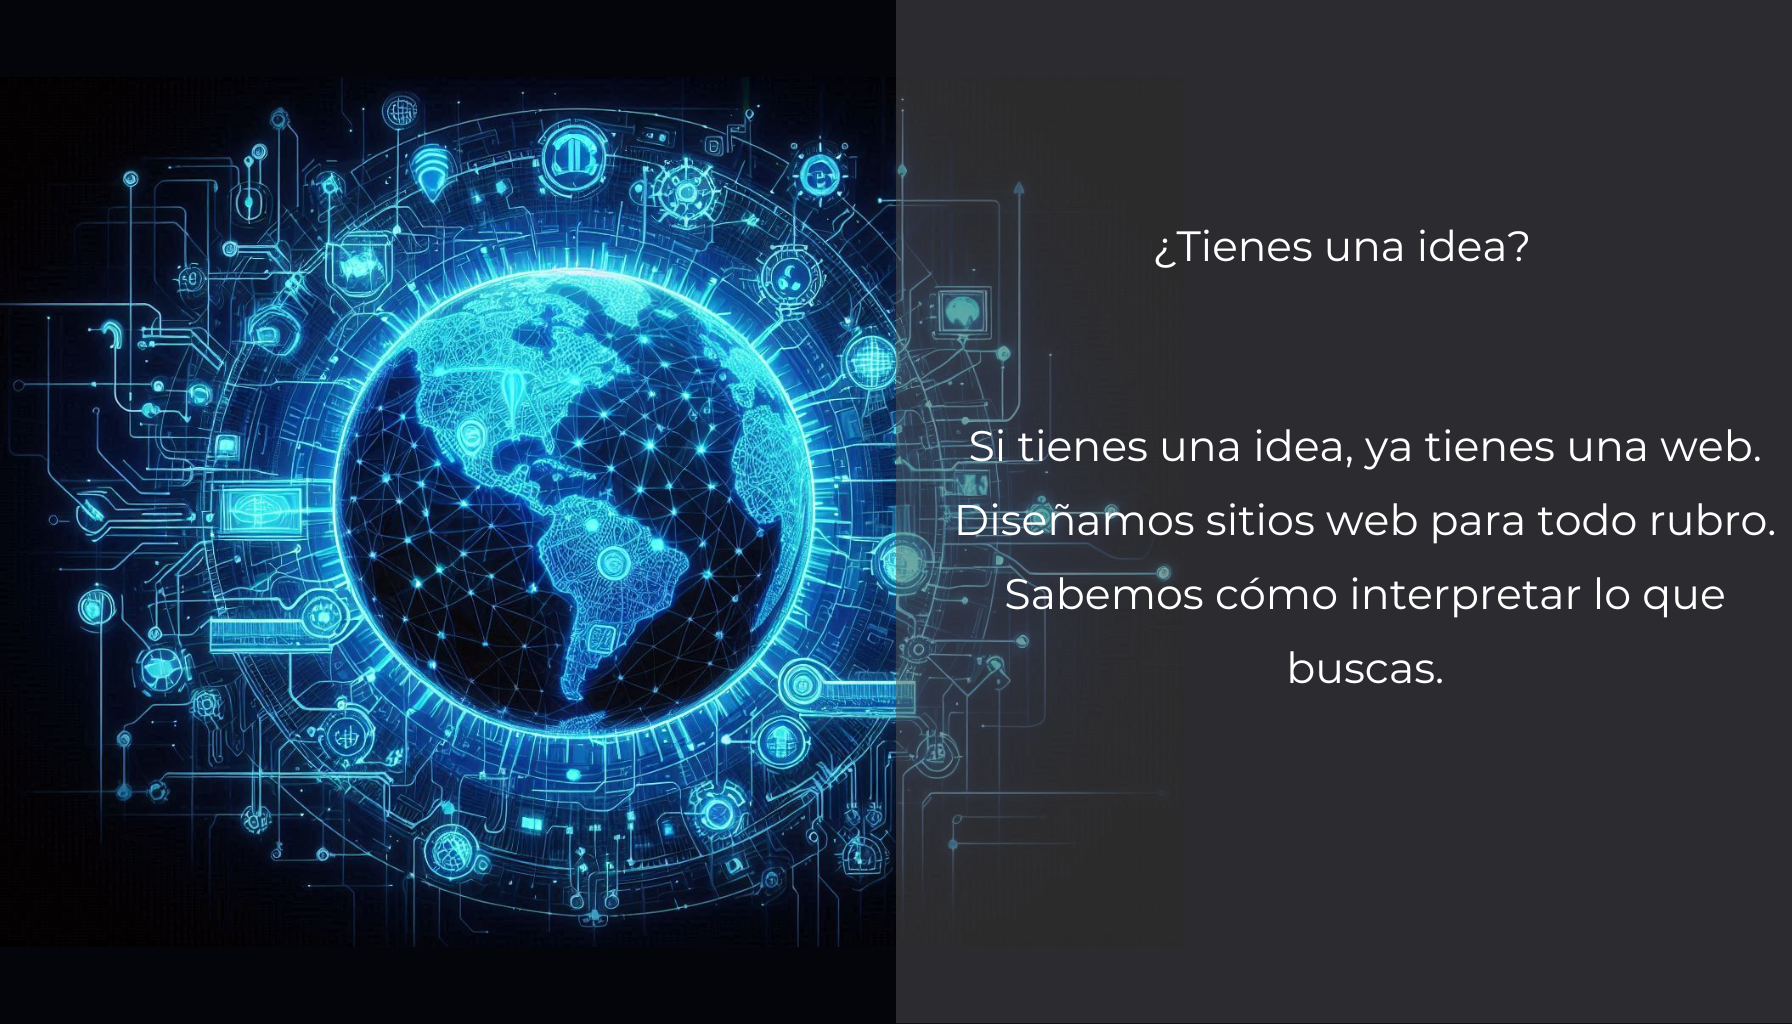 ¿Tienes una idea?
Si tienes una idea, ya tienes una web.
Diseñamos sitios web para todo rubro.
Sabemos cómo interpretar lo que
buscas.